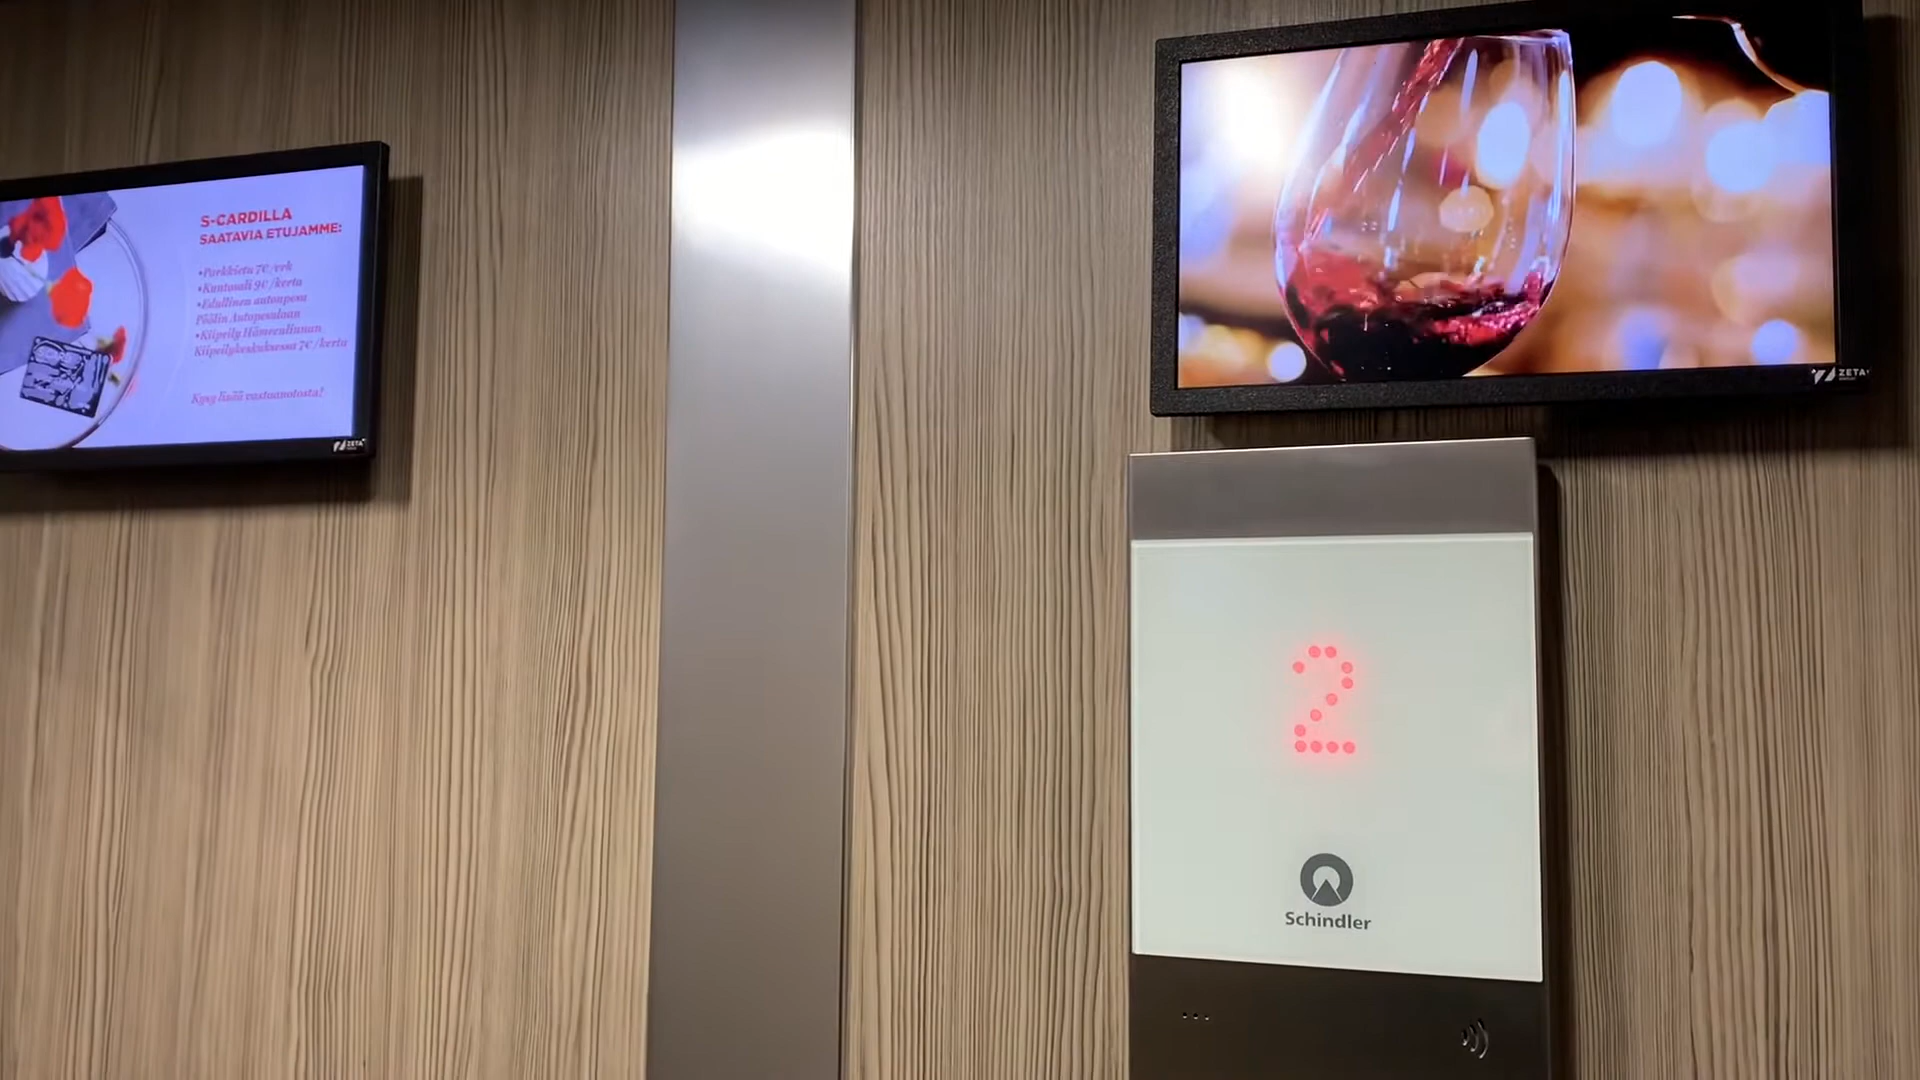 S-CARDILLA
SAATAVIA ETUJAMME:
•Parkkietu 7€/vrk
•Kuntosali 9€/kerta
•Edullinen autonpesu
Pöölin Autopesulaan
•Kiipeily Hämeenlinnan
Kiipeilykeskuksessa 7€/kerta
Kysy lisää vastaanotosta!
ZETA
ZETA
2
Schindler